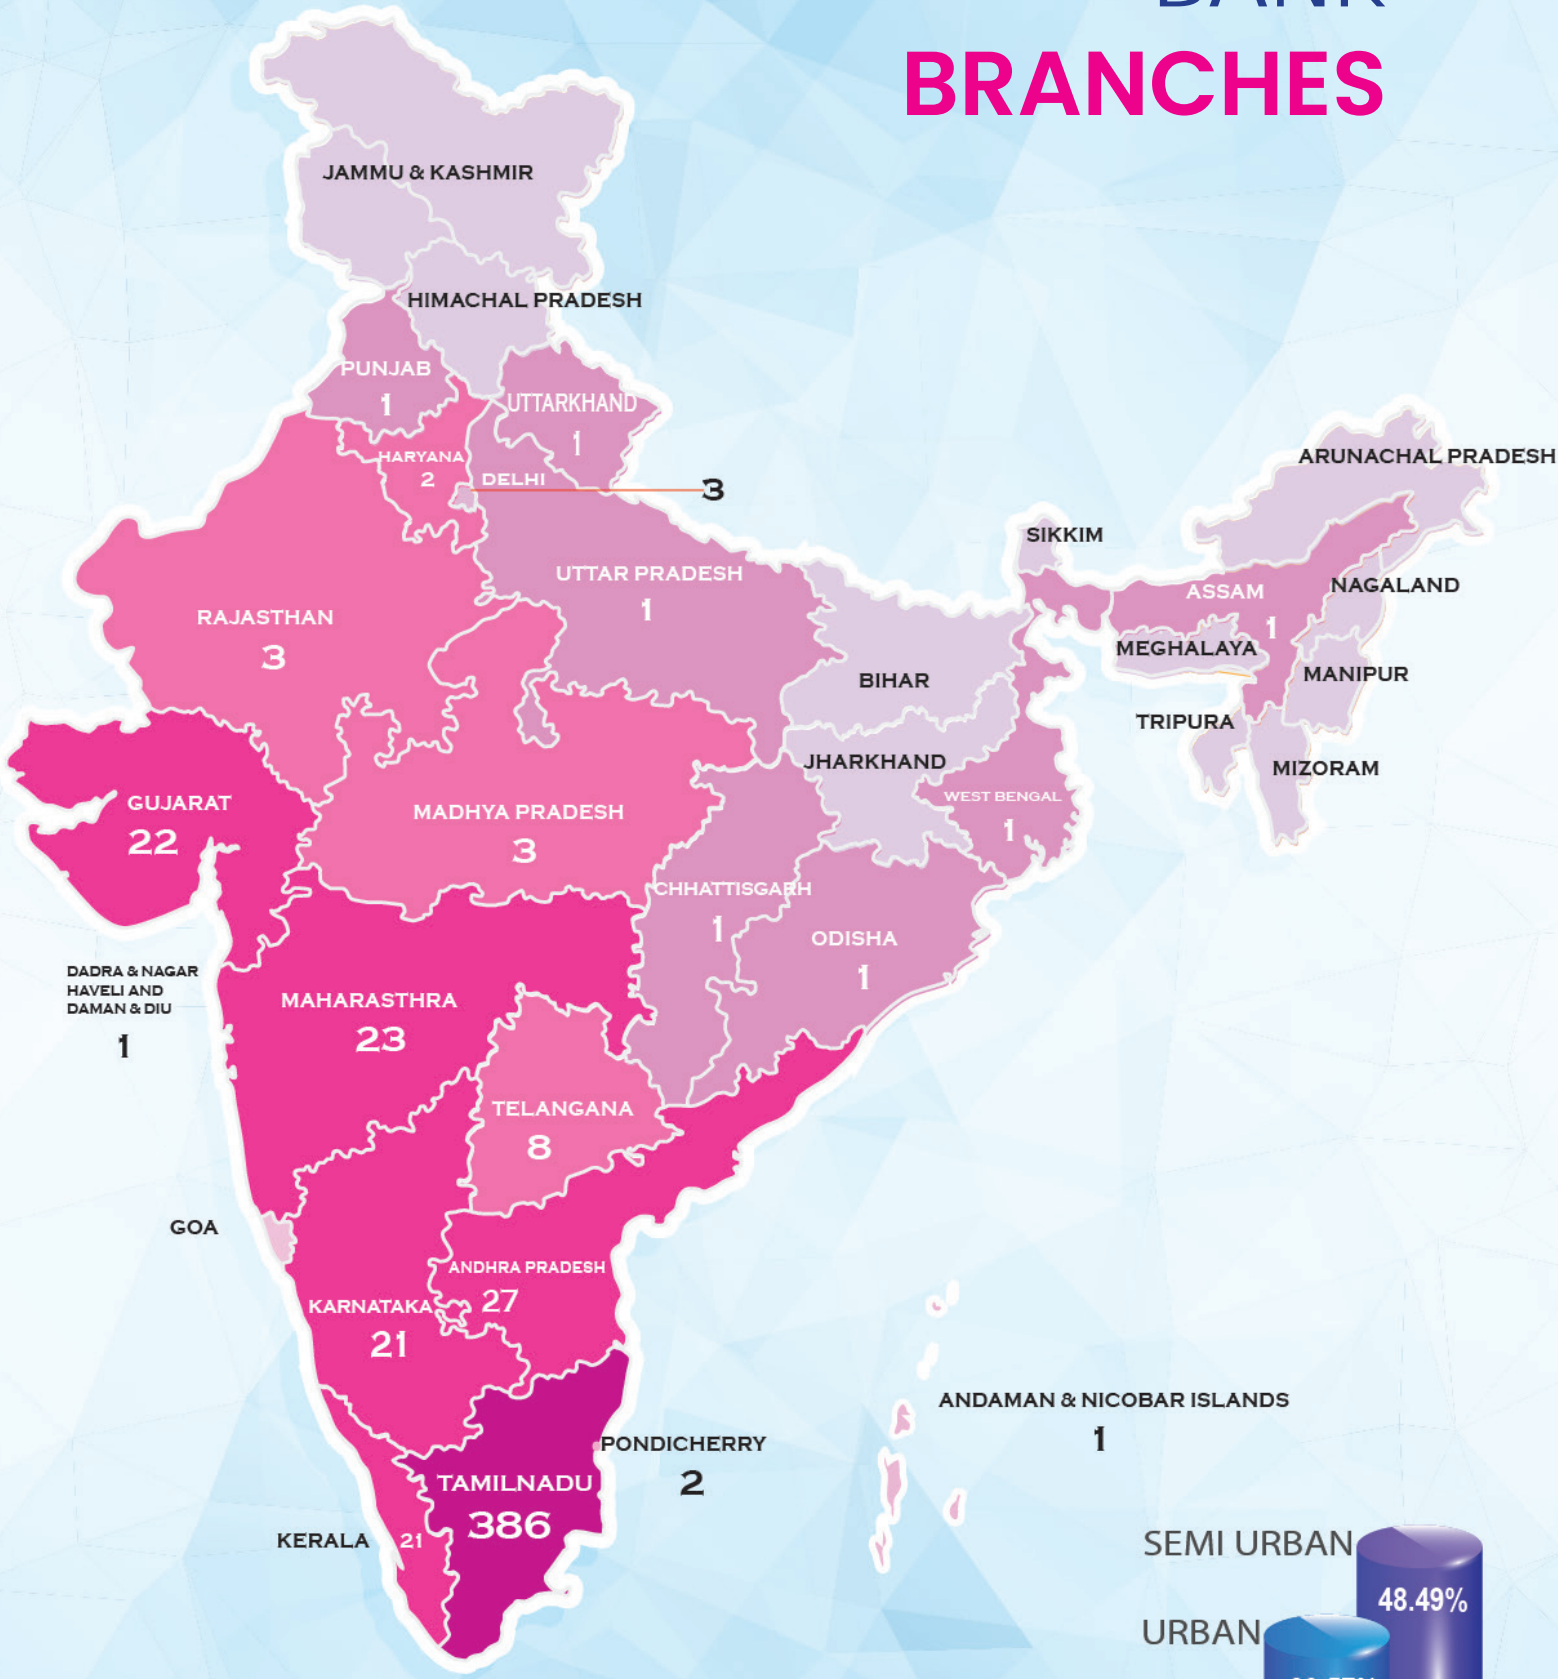 BANK
BRANCHES
JAMMU & KASHMIR
HIMACHAL PRADESH
PUNJAB
1
UTTARKHAND
1
HARYANA
2
DELHI
3
ARUNACHAL PRADESH
SIKKIM
UTTAR PRADESH
1
ASSAM
1
NAGALAND
RAJASTHAN
3
MEGHALAYA
BIHAR
MANIPUR
TRIPURA
JHARKHAND
MIZORAM
GUJARAT
22
MADHYA PRADESH
3
WEST BENGAL
1
CHHATTISGARH
1
ODISHA
1
DADRA & NAGAR
HAVELI AND
DAMAN & DIU
1
MAHARASTHRA
23
TELANGANA
8
GOA
ANDHRA PRADESH
27
KARNATAKA
21
ANDAMAN & NICOBAR ISLANDS
1
PONDICHERRY
2
TAMILNADU
386
KERALA
21
SEMI URBAN
48.49%
URBAN